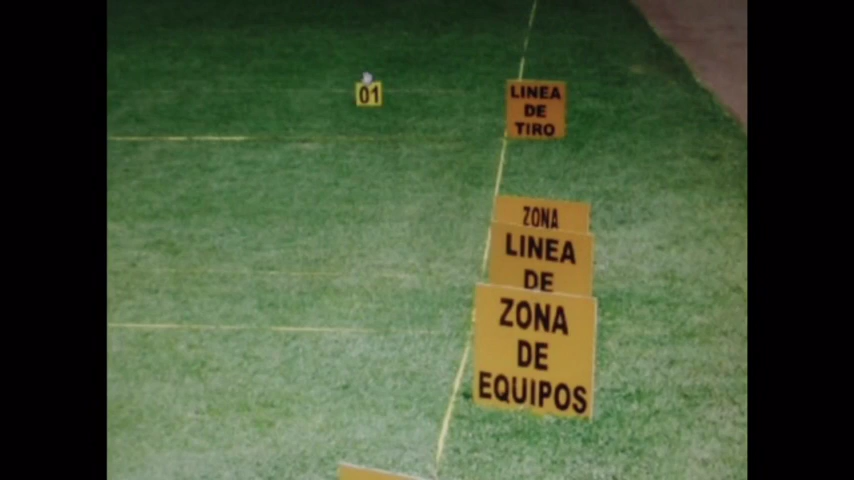 01
LINEA
DE
TIRO
ZONA
LINEA
DE
ZONA
DE
EQUIPOS